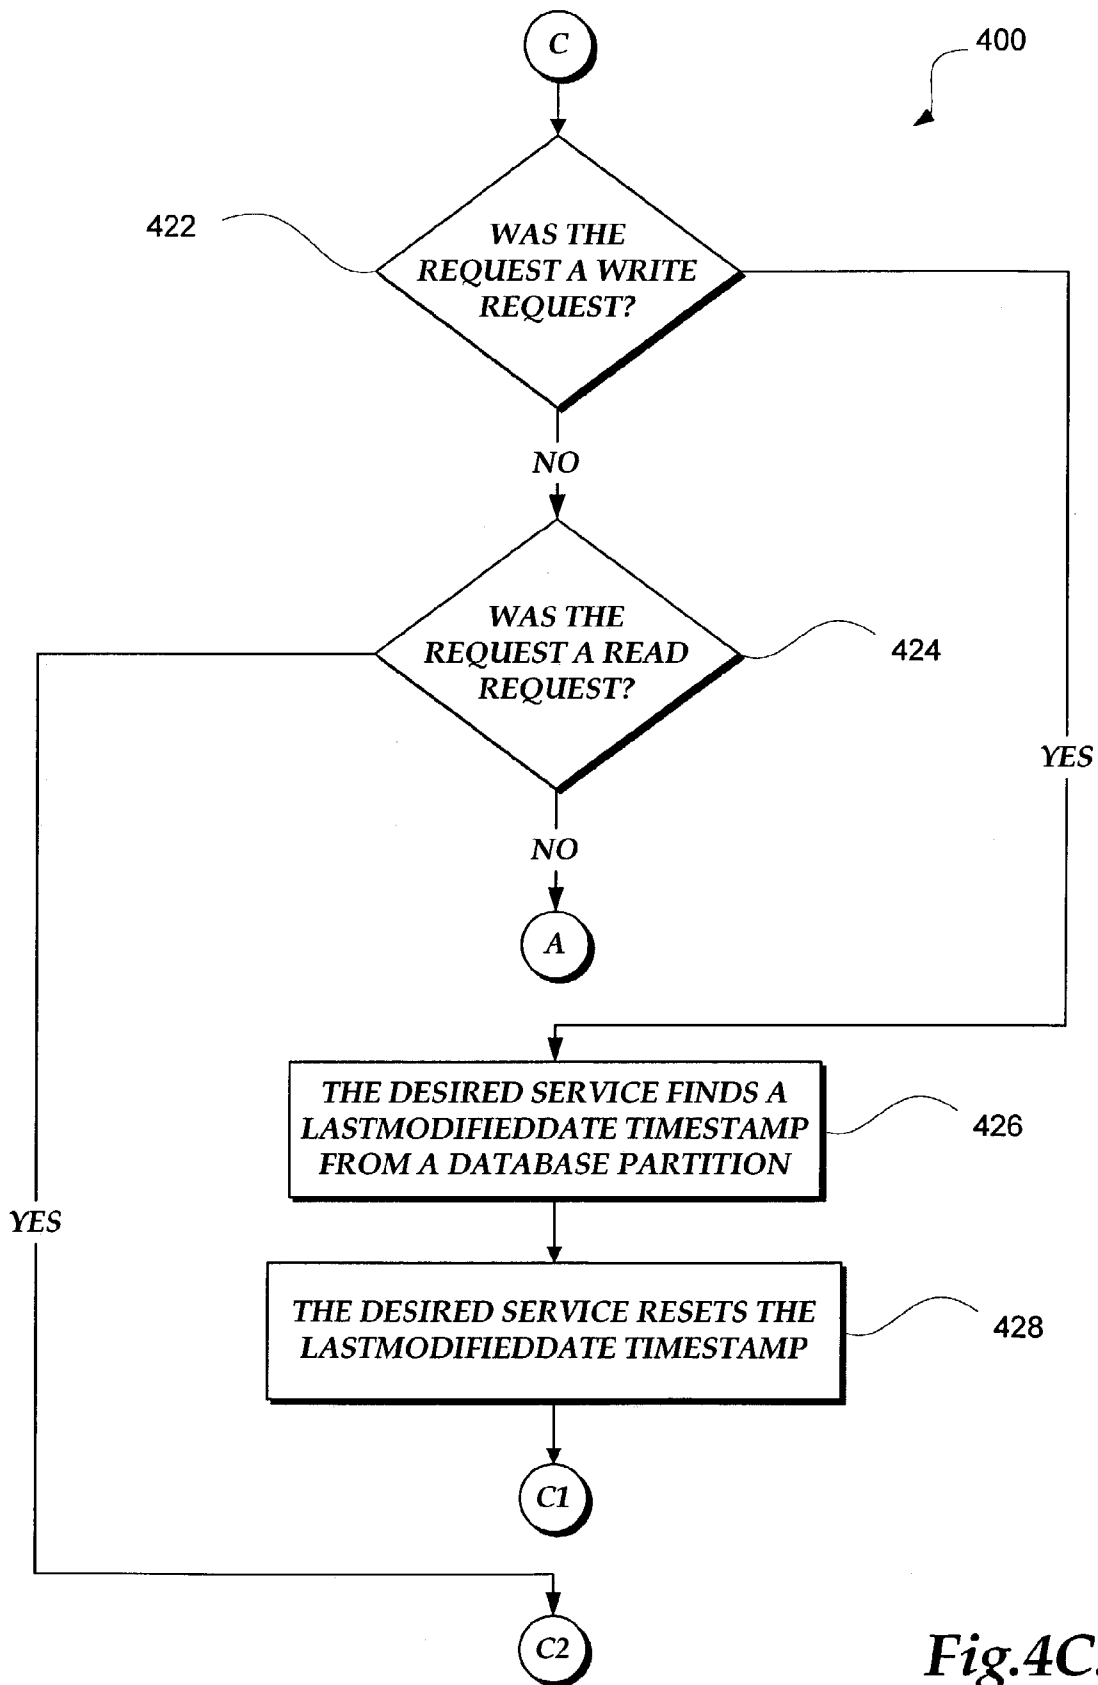 C
400
422
WAS THE
REQUEST A WRITE
REQUEST?
NO
WAS THE
REQUEST A READ
REQUEST?
424
YES
NO
A
THE DESIRED SERVICE FINDS A
LASTMODIFIEDDATE TIMESTAMP
FROM A DATABASE PARTITION
426
YES
THE DESIRED SERVICE RESETS THE
LASTMODIFIEDDATE TIMESTAMP
428
C1
C2
Fig.4C.